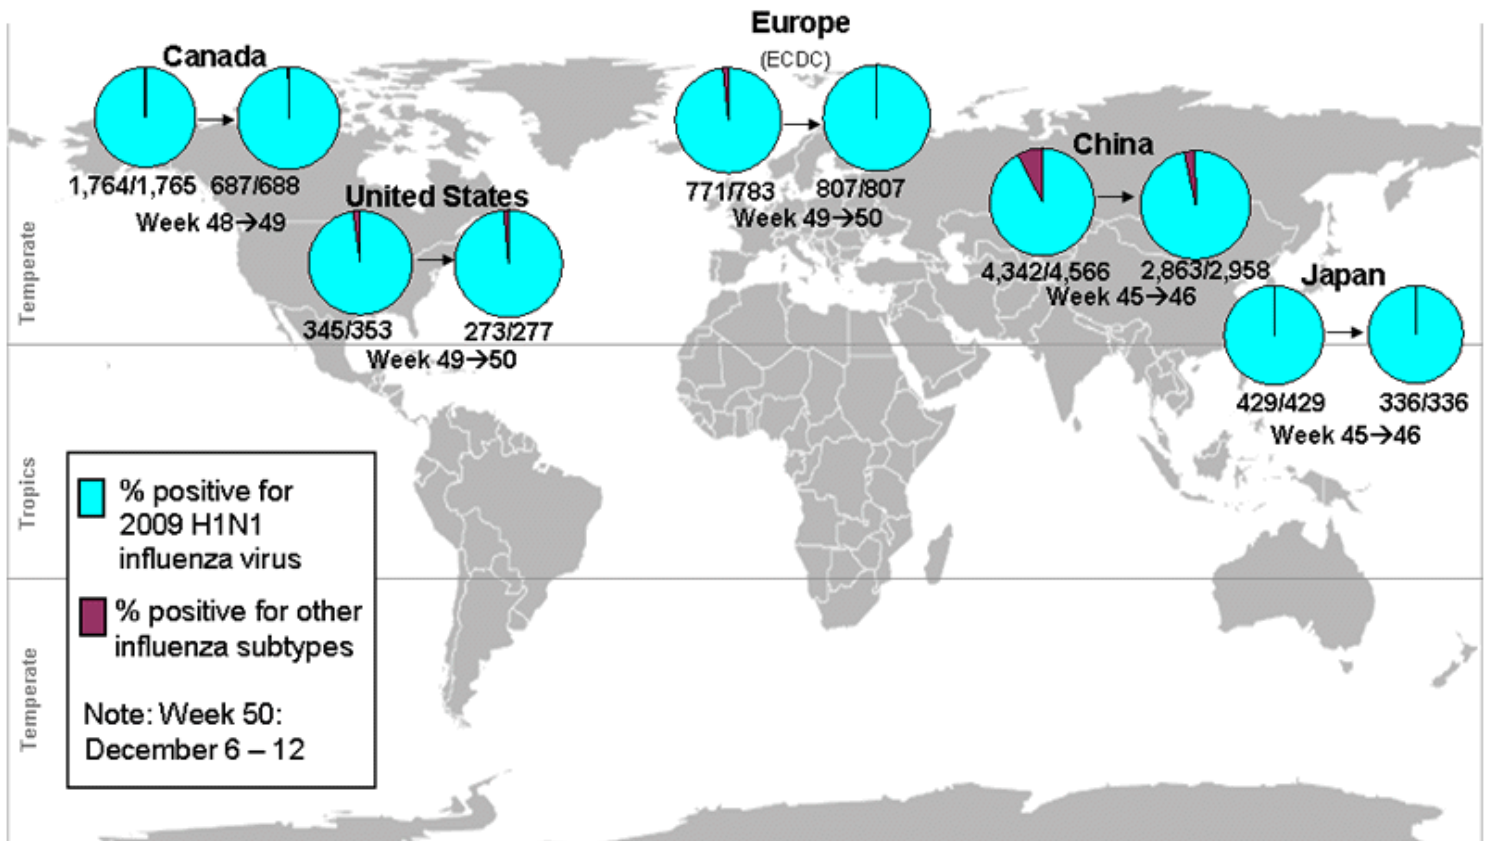 Europe
(ECDC)
Canada
1,764/1,765 687/688
Week 48→49
United States
345/353 273/277
Week 49→50
771/783 807/807
Week 49→50
China
4,342/4,566 2,863/2,958
Week 45→46
Japan
429/429 336/336
Week 45→46
Temperate
Tropics
Temperate
% positive for
2009 H1N1
influenza virus
% positive for other
influenza subtypes
Note: Week 50:
December 6 – 12